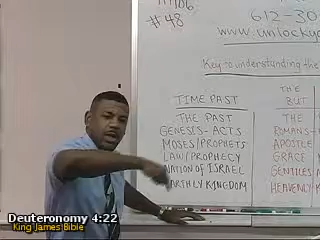 #48
612-30
www.unlocky
Key to understanding the
TIME PAST
THE PAST
GENESIS - ACTS
MOSES/PROPHETS
LAW/PROPHECY
NATION OF ISRAEL
EARTHLY KINGDOM
THE
BUT
THE
ROMANS-
APOSTLE
GRACE
GENTILES
HEAVENLY K
Deuteronomy 4:22
King James Bible